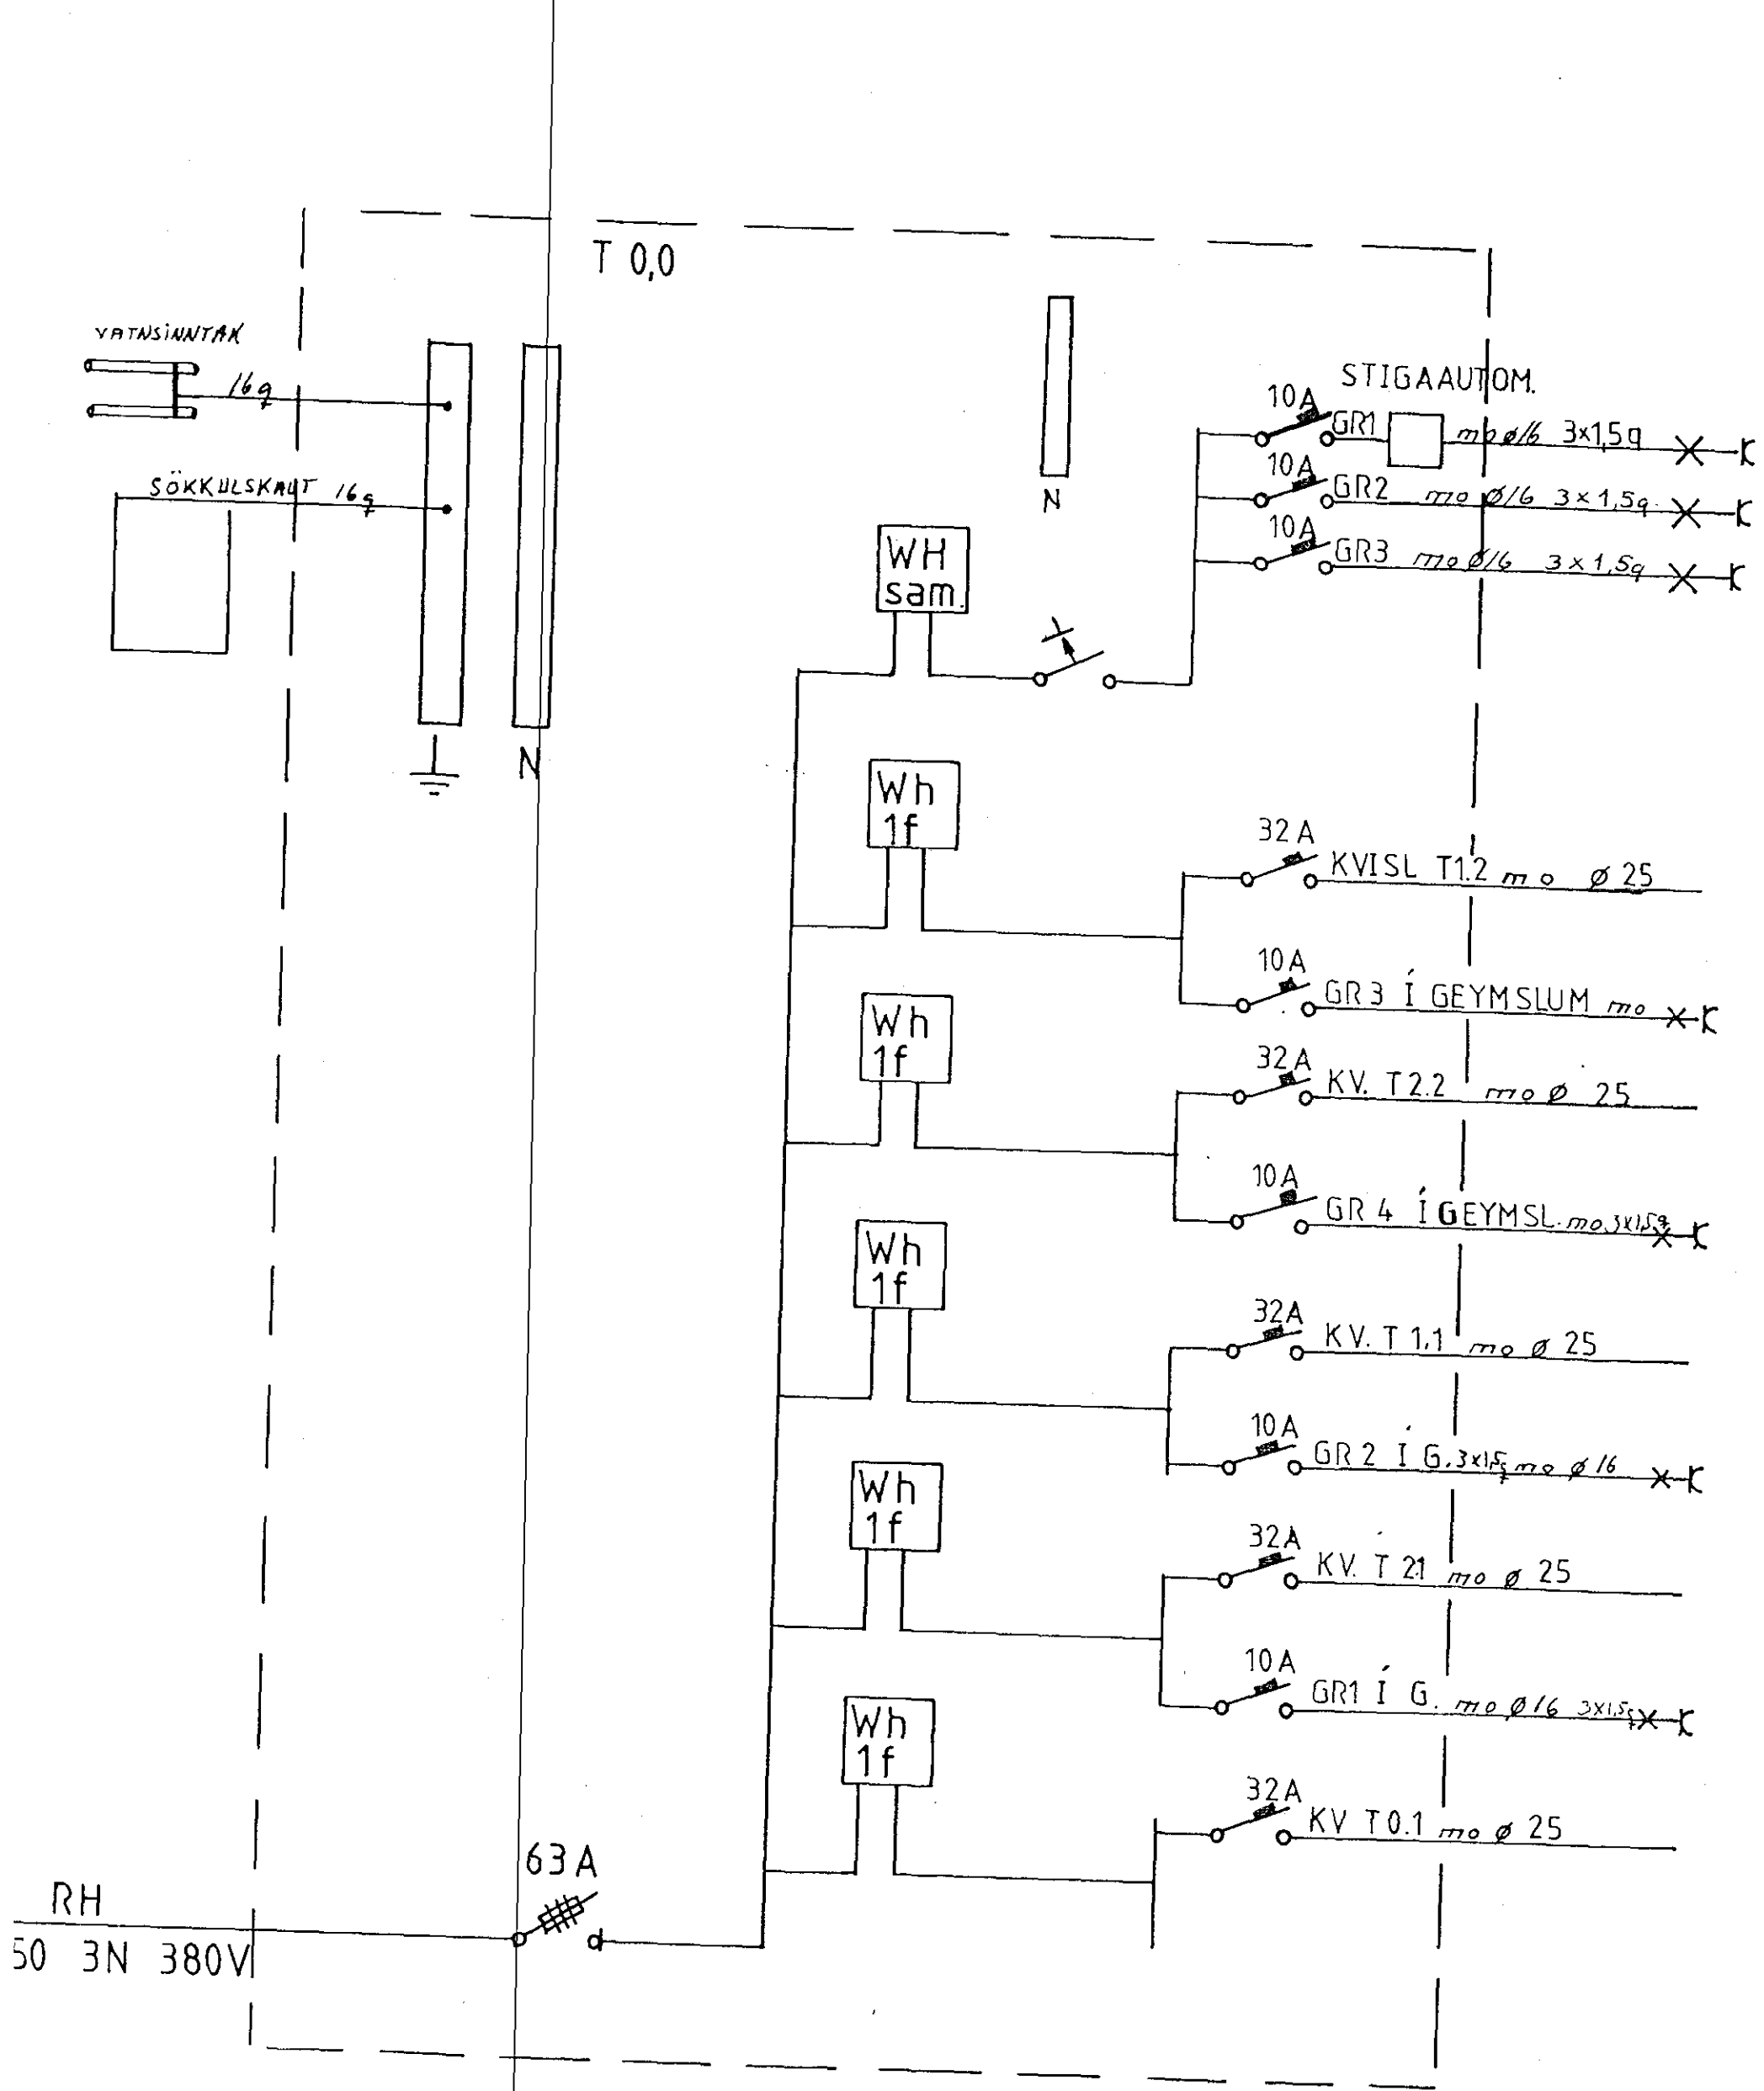 T 0,0
VATNSINNTAK
16q
SÖKKULSKAUT 16q
N
N
STIGAAUTOM.
10A GR1 mo ø16 3x1,5q
10A GR2 mo ø16 3x1,5q
10A GR3 mo ø16 3x1,5q
WH
sam.
Wh
1f
32A KVISL T1.2 mo ø 25
10A GR3 Í GEYMSLUM mo
Wh
1f
32A KV. T2.2 mo ø 25
10A GR 4 Í GEYMSL. mo 3x1,5q
Wh
1f
32A KV. T 1.1 mo ø 25
10A GR 2 Í G. 3x1,5q mo ø 16
Wh
1f
32A KV. T 2.1 mo ø 25
10A GR1 Í G. mo ø16 3x1,5q
Wh
1f
32A KV T0.1 mo ø 25
63A
RH
50 3N 380V